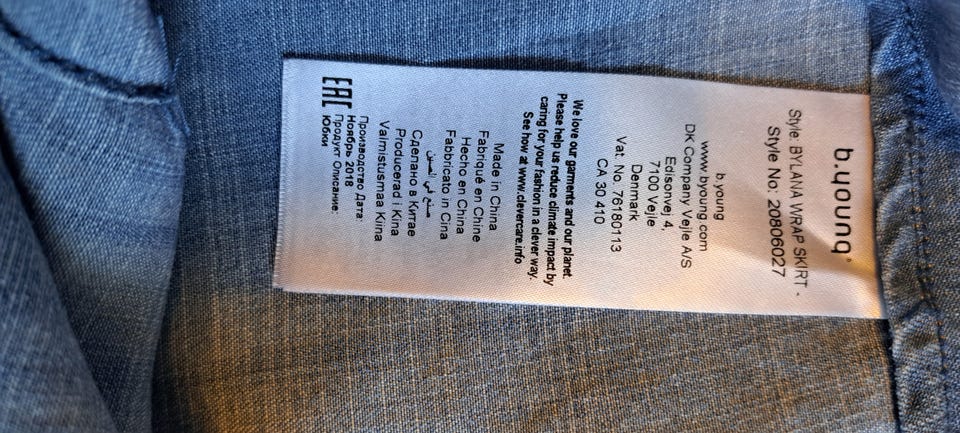 b.young®
Style BYLANA WRAP SKIRT -
Style No: 20806027
b.young
www.byoung.com
DK Company Vejle A/S
Edisonvej 4,
7100 Vejle
Denmark
Vat. No. 76180113
CA 30 410
We love our garments and our planet.
Please help us reduce climate impact by
caring for your fashion in a clever way.
See how at www.clevercare.info
Made in China
Fabriqué en Chine
Hecho en China
Fabbricato in Cina
صنع في الصين
Сделано в Китае
Producerad i Kina
Valmistusmaa Kiina
Производство Дата:
Ноябрь 2018
Продукт Описание:
Юбки
EAC